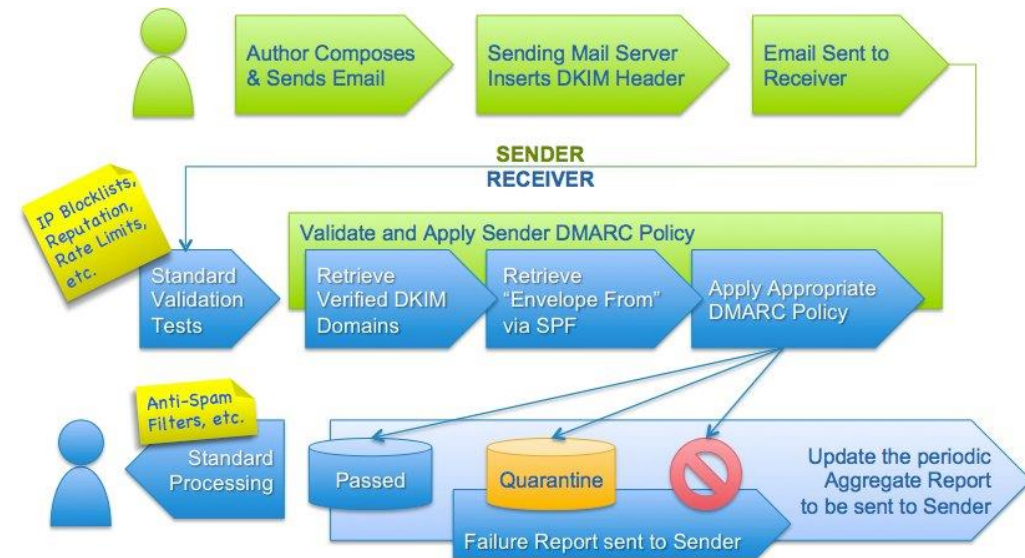 Author Composes
& Sends Email
Sending Mail Server
Inserts DKIM Header
Email Sent to
Receiver
SENDER
RECEIVER
IP Blocklists,
Reputation,
Rate Limits,
etc.
Validate and Apply Sender DMARC Policy
Standard
Validation
Tests
Retrieve
Verified DKIM
Domains
Retrieve
“Envelope From”
via SPF
Apply Appropriate
DMARC Policy
Anti-Spam
Filters, etc.
Standard
Processing
Passed
Quarantine
Update the periodic
Aggregate Report
to be sent to Sender
Failure Report sent to Sender